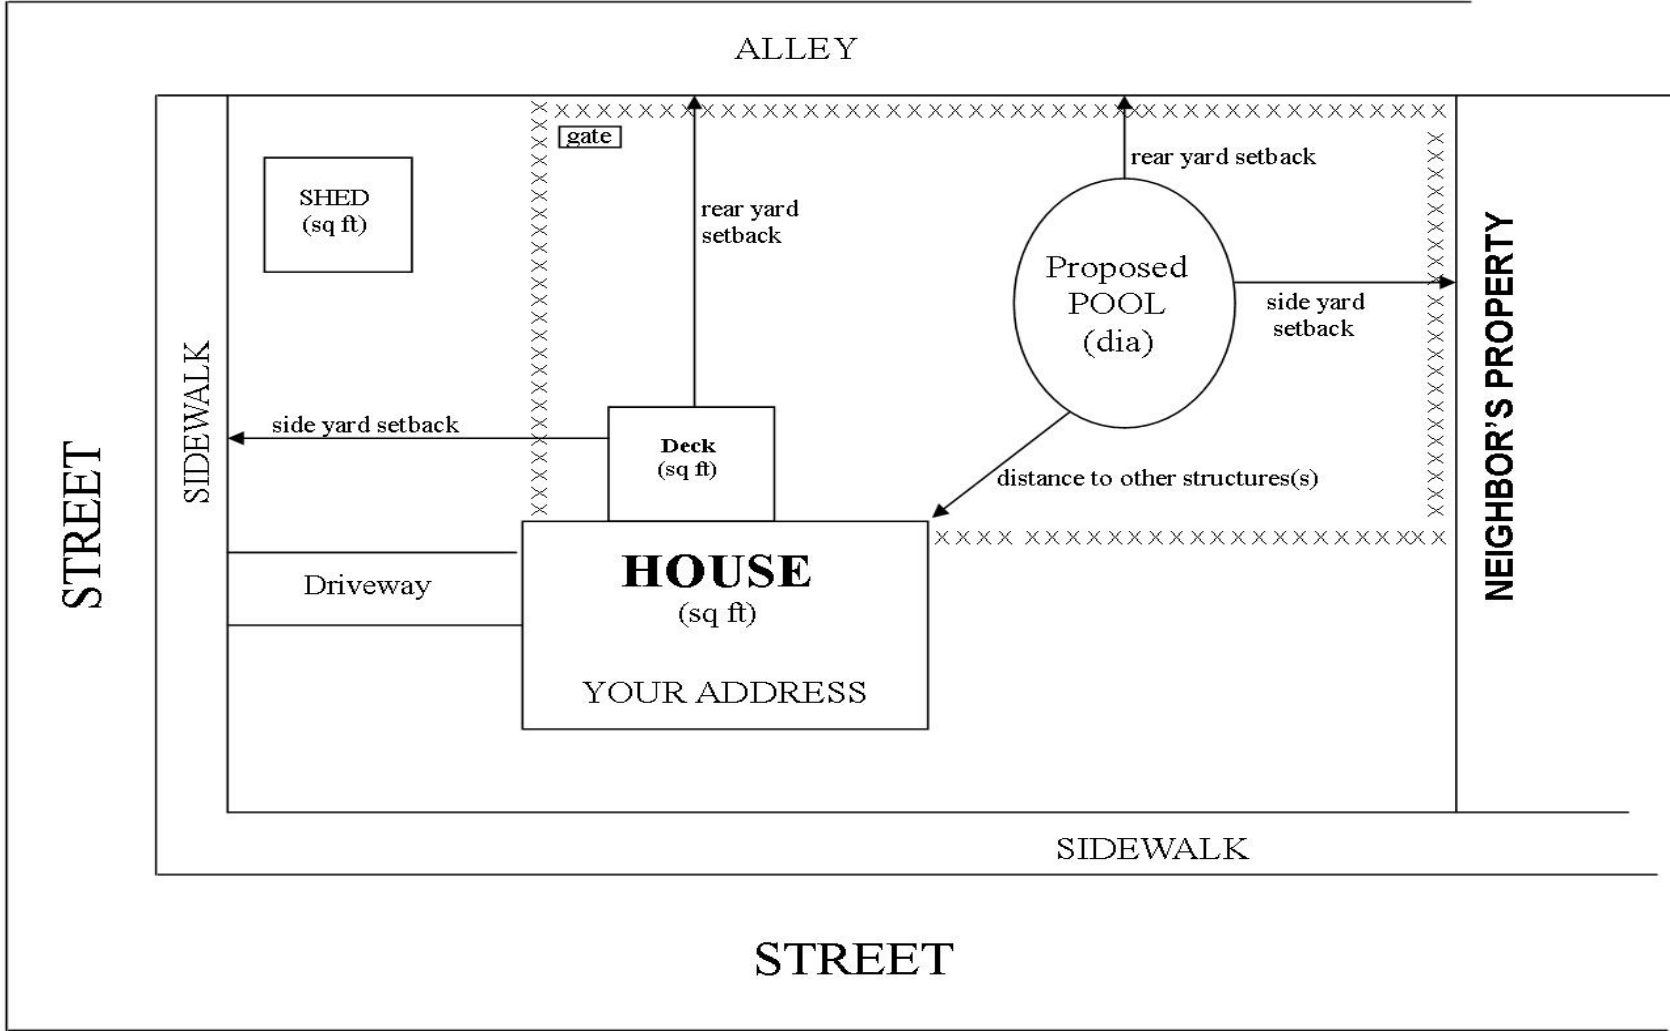 ALLEY
gate
rear yard setback
SHED
(sq ft)
rear yard
setback
Proposed
POOL
(dia)
side yard
setback
NEIGHBOR'S PROPERTY
SIDEWALK
side yard setback
Deck
(sq ft)
distance to other structures(s)
STREET
HOUSE
(sq ft)
Driveway
YOUR ADDRESS
SIDEWALK
STREET